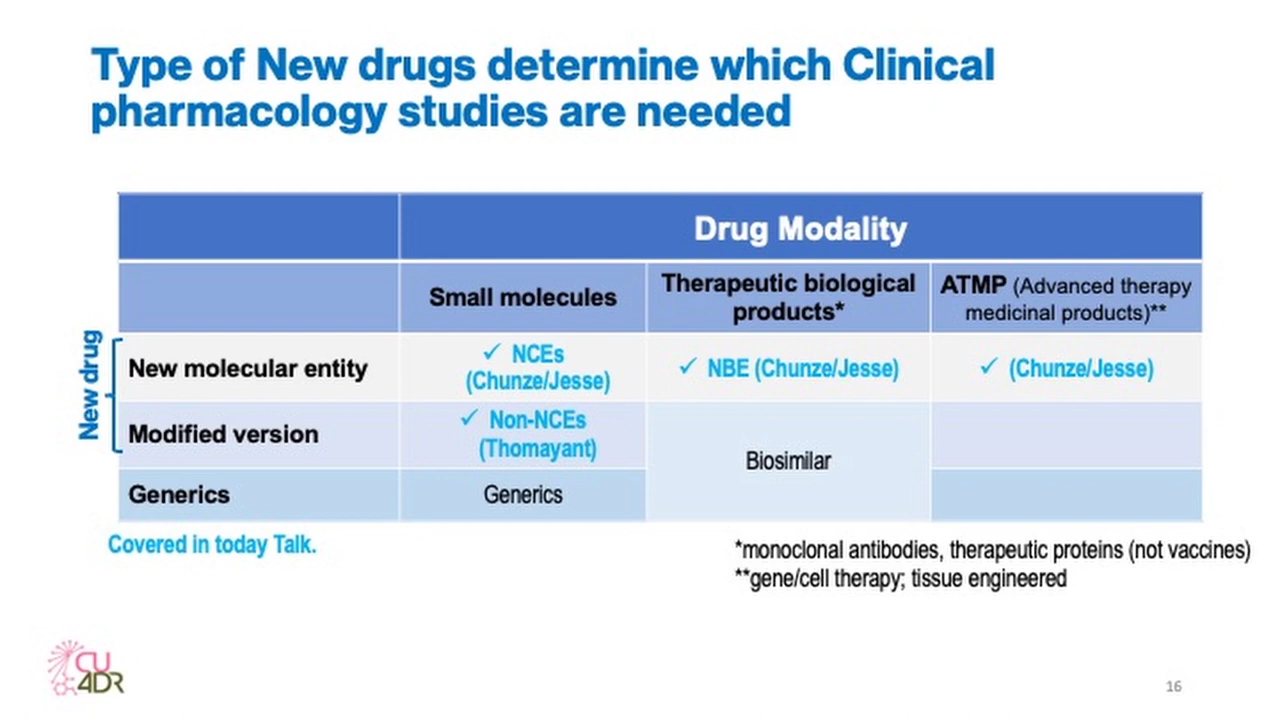 Type of New drugs determine which Clinical
pharmacology studies are needed
Drug Modality
Small molecules
Therapeutic biological
products*
ATMP (Advanced therapy
medicinal products)**
New drug
New molecular entity
✓ NCEs
(Chunze/Jesse)
✓ NBE (Chunze/Jesse)
✓ (Chunze/Jesse)
Modified version
✓ Non-NCEs
(Thomayant)
Biosimilar
Generics
Generics
Covered in today Talk.
*monoclonal antibodies, therapeutic proteins (not vaccines)
**gene/cell therapy; tissue engineered
CU
4DR
16